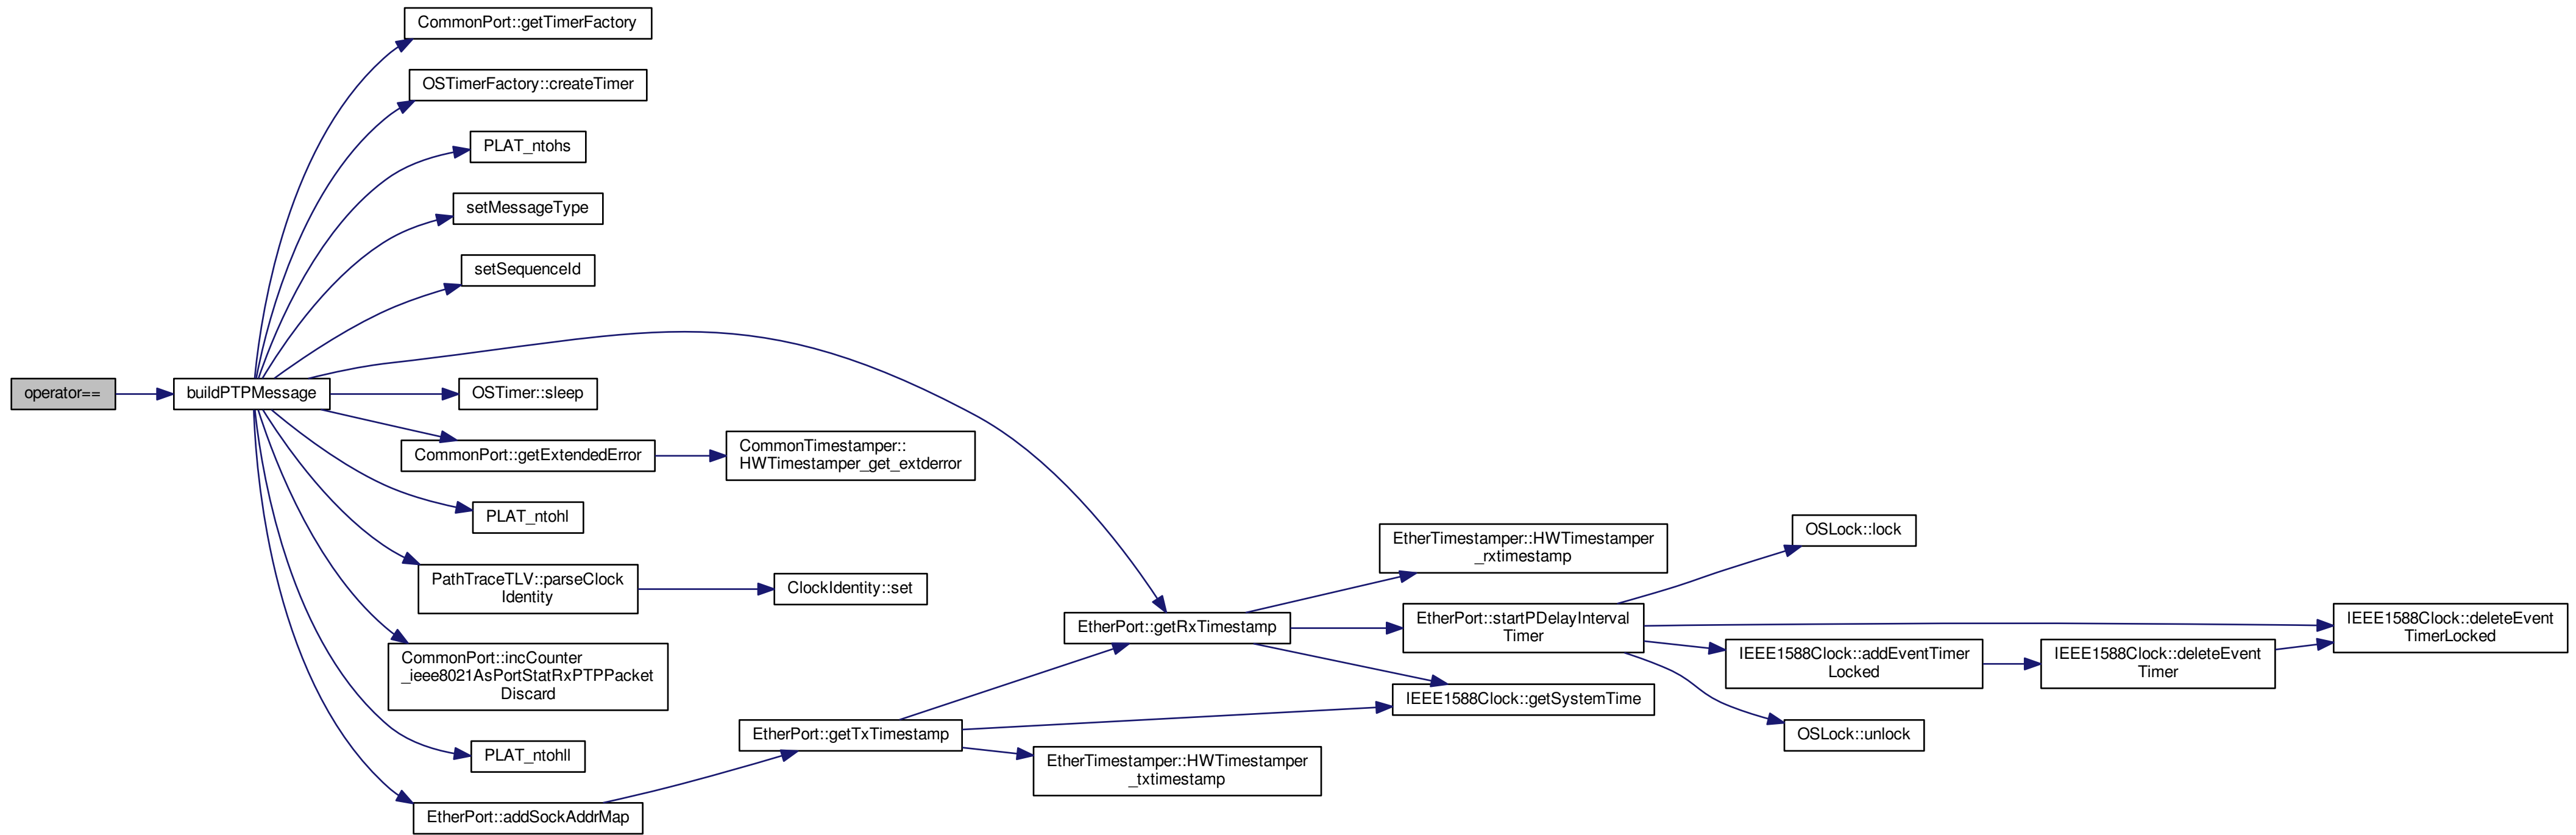 CommonPort::getTimerFactory
OSTimerFactory::createTimer
PLAT_ntohs
setMessageType
setSequenceId
operator==
buildPTPMessage
OSTimer::sleep
CommonPort::getExtendedError
CommonTimestamper::
HWTimestamper_get_extderror
PLAT_ntohl
PathTraceTLV::parseClock
Identity
ClockIdentity::set
CommonPort::incCounter
_ieee8021AsPortStatRxPTPPacket
Discard
PLAT_ntohll
EtherPort::addSockAddrMap
EtherPort::getTxTimestamp
EtherPort::getRxTimestamp
EtherTimestamper::HWTimestamper
_txtimestamp
EtherTimestamper::HWTimestamper
_rxtimestamp
EtherPort::startPDelayInterval
Timer
IEEE1588Clock::getSystemTime
OSLock::lock
IEEE1588Clock::addEventTimer
Locked
OSLock::unlock
IEEE1588Clock::deleteEvent
Timer
IEEE1588Clock::deleteEvent
TimerLocked